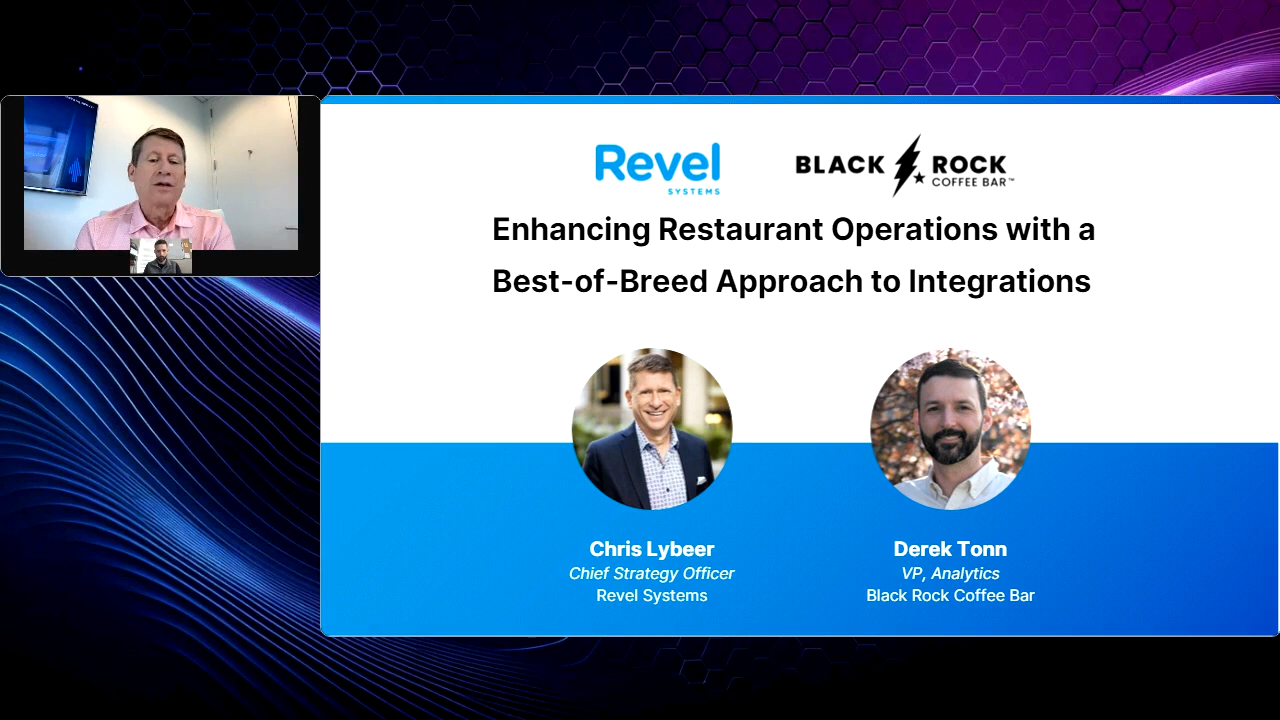 Revel
SYSTEMS
BLACK ROCK
COFFEE BAR™
Enhancing Restaurant Operations with a
Best-of-Breed Approach to Integrations
Chris Lybeer
Chief Strategy Officer
Revel Systems
Derek Tonn
VP, Analytics
Black Rock Coffee Bar